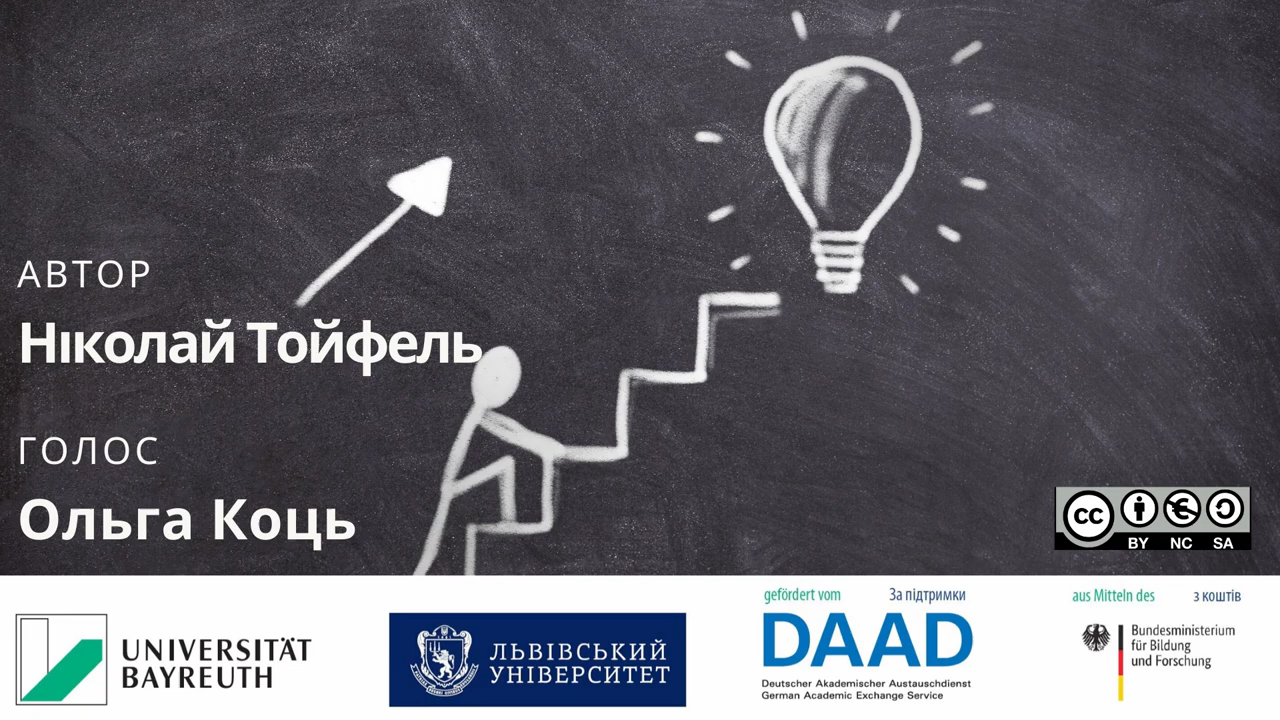 АВТОР
Ніколай Тойфель
ГОЛОС
Ольга Коць
cc
BY NC SA
UNIVERSITÄT
BAYREUTH
ЛЬВІВСЬКИЙ
УНІВЕРСИТЕТ
gefördert vom За підтримки
DAAD
Deutscher Akademischer Austauschdienst
German Academic Exchange Service
aus Mitteln des з коштів
Bundesministerium
für Bildung
und Forschung